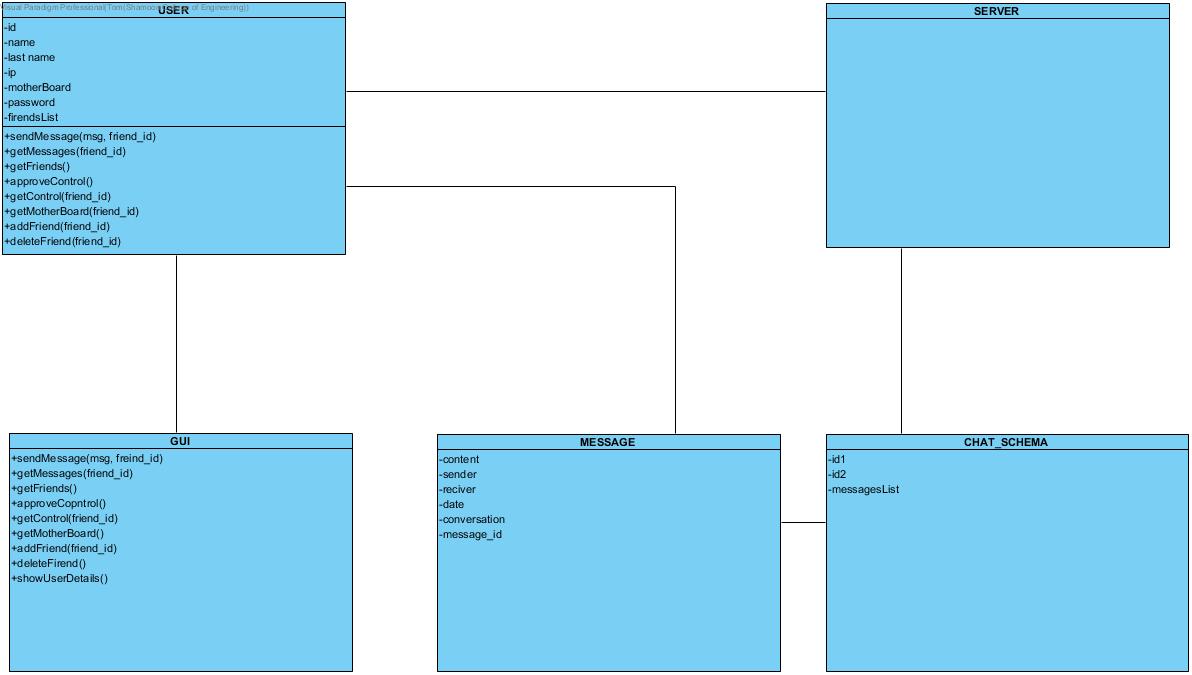 Visual Paradigm Professional(Tom(Shamoon of Engineering))
USER
-id
-name
-last name
-ip
-motherBoard
-password
-firendsList
+sendMessage(msg, friend_id)
+getMessages(friend_id)
+getFriends()
+approveControl()
+getControl(friend_id)
+getMotherBoard(friend_id)
+addFriend(friend_id)
+deleteFriend(friend_id)
SERVER
GUI
+sendMessage(msg, freind_id)
+getMessages(friend_id)
+getFriends()
+approveCopntrol()
+getControl(friend_id)
+getMotherBoard()
+addFriend(friend_id)
+deleteFirend()
+showUserDetails()
MESSAGE
-content
-sender
-reciver
-date
-conversation
-message_id
CHAT_SCHEMA
-id1
-id2
-messagesList